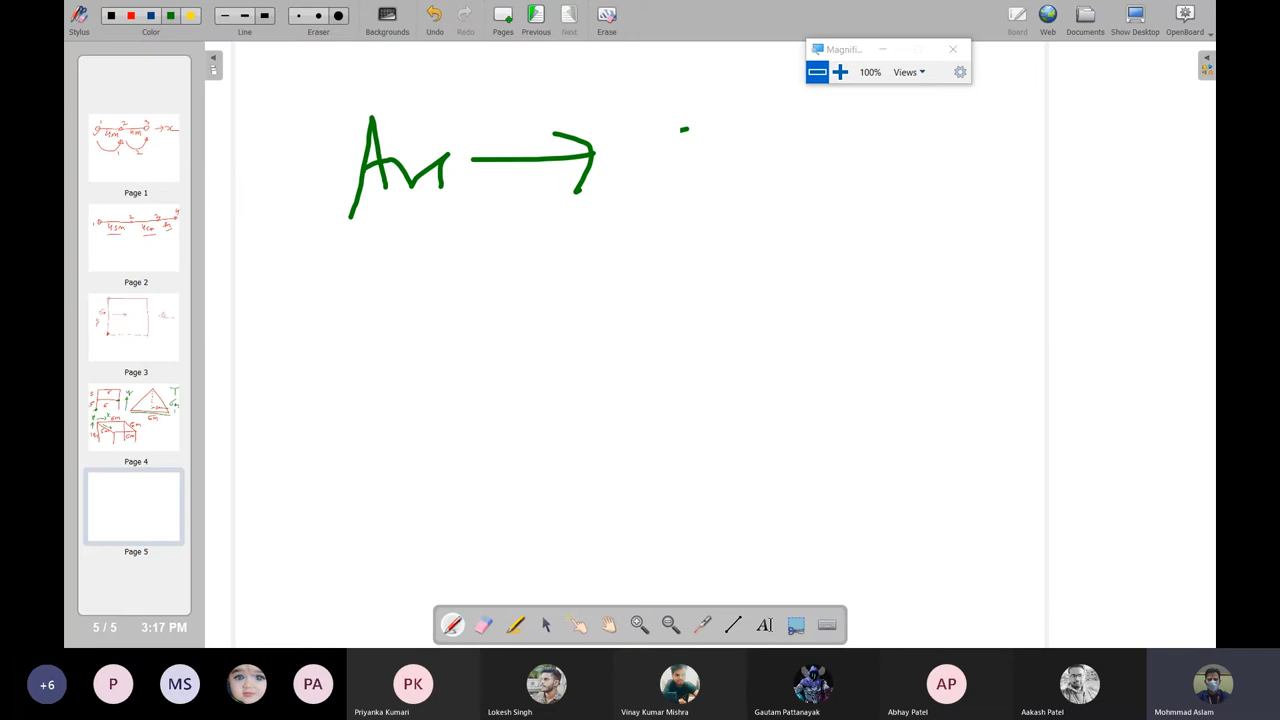 Stylus Color Line Eraser Backgrounds Undo Redo Pages Previous Next Erase Board Web Documents Show Desktop OpenBoard
Magnifi...
100% Views
Page 1
Page 2
Page 3
Page 4
Page 5
5 / 5 3:17 PM
+6 P MS PA PK AP
Priyanka Kumari Lokesh Singh Vinay Kumar Mishra Gautam Pattanayak Abhay Patel Aakash Patel Mohmmad Aslam